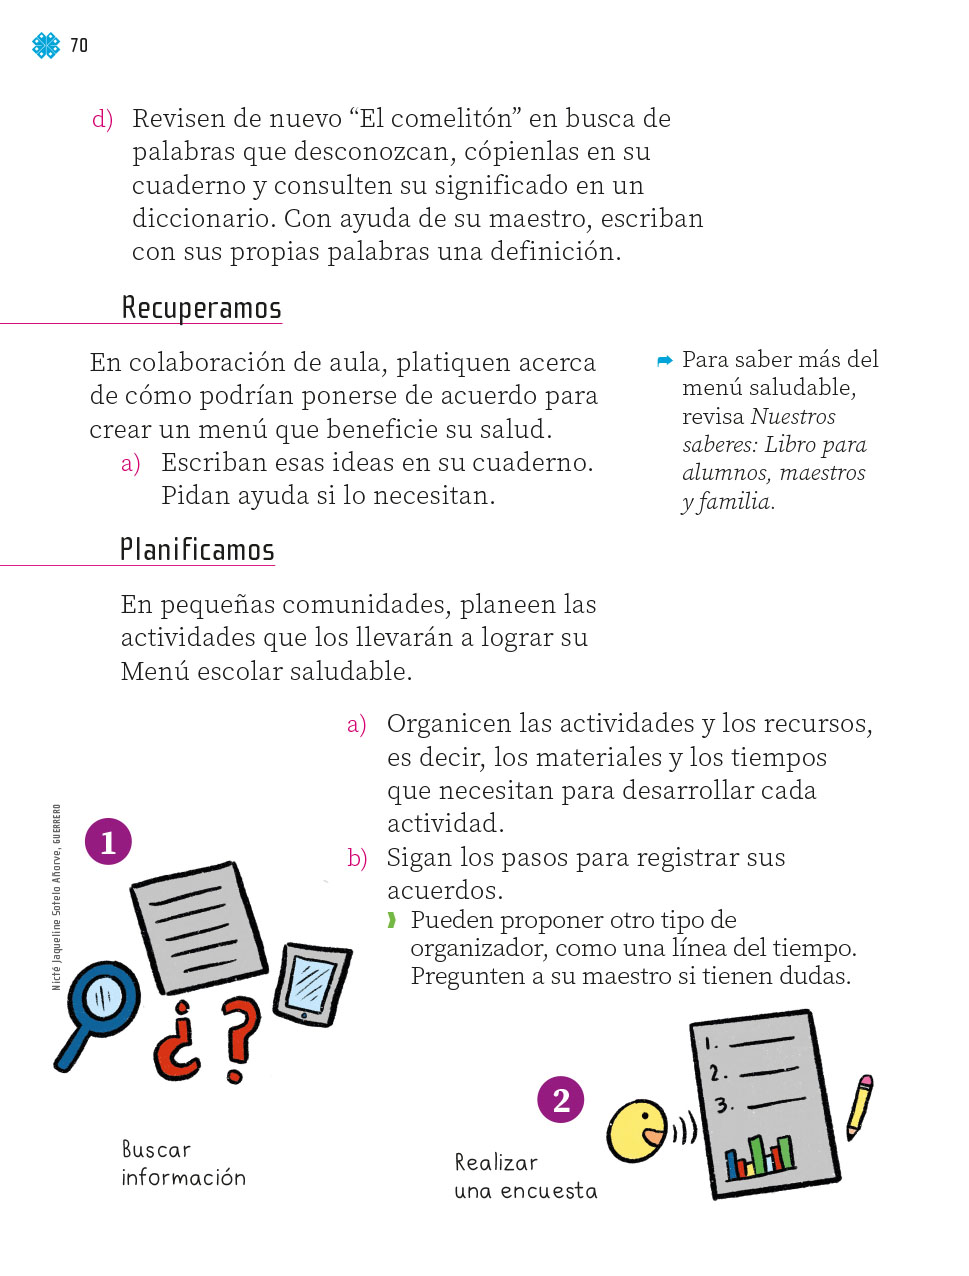 70
d) Revisen de nuevo “El comelitón” en busca de
palabras que desconozcan, cópienlas en su
cuaderno y consulten su significado en un
diccionario. Con ayuda de su maestro, escriban
con sus propias palabras una definición.
Recuperamos
En colaboración de aula, platiquen acerca
de cómo podrían ponerse de acuerdo para
crear un menú que beneficie su salud.
a) Escriban esas ideas en su cuaderno.
Pidan ayuda si lo necesitan.
Para saber más del
menú saludable,
revisa Nuestros
saberes: Libro para
alumnos, maestros
y familia.
Planificamos
En pequeñas comunidades, planeen las
actividades que los llevarán a lograr su
Menú escolar saludable.
a) Organicen las actividades y los recursos,
es decir, los materiales y los tiempos
que necesitan para desarrollar cada
actividad.
b) Sigan los pasos para registrar sus
acuerdos.
Pueden proponer otro tipo de
organizador, como una línea del tiempo.
Pregunten a su maestro si tienen dudas.
Nicté Jaqueline Sotelo Añorve, GUERRERO
1
¿ ?
Buscar
información
2
1.
2.
3.
Realizar
una encuesta